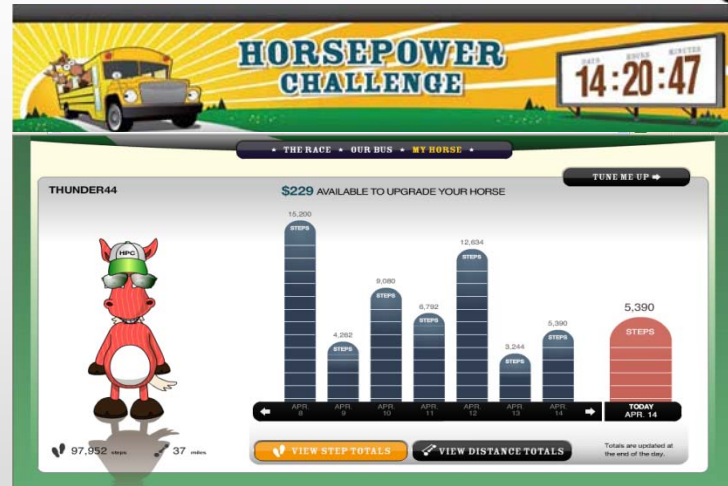 HORSEPOWER
CHALLENGE
DAYS HOURS MINUTES
14:20:47
★ THE RACE ★ OUR BUS ★ MY HORSE ★
TUNE ME UP
THUNDER44
$229 AVAILABLE TO UPGRADE YOUR HORSE
HPC
15,200
STEPS
4,262
STEPS
9,080
STEPS
6,792
STEPS
12,634
STEPS
3,244
STEPS
5,390
STEPS
5,390
STEPS
APR. 8
APR. 9
APR. 10
APR. 11
APR. 12
APR. 13
APR. 14
TODAY
APR. 14
97,952 steps
37 miles
VIEW STEP TOTALS
VIEW DISTANCE TOTALS
Totals are updated at
the end of the day.